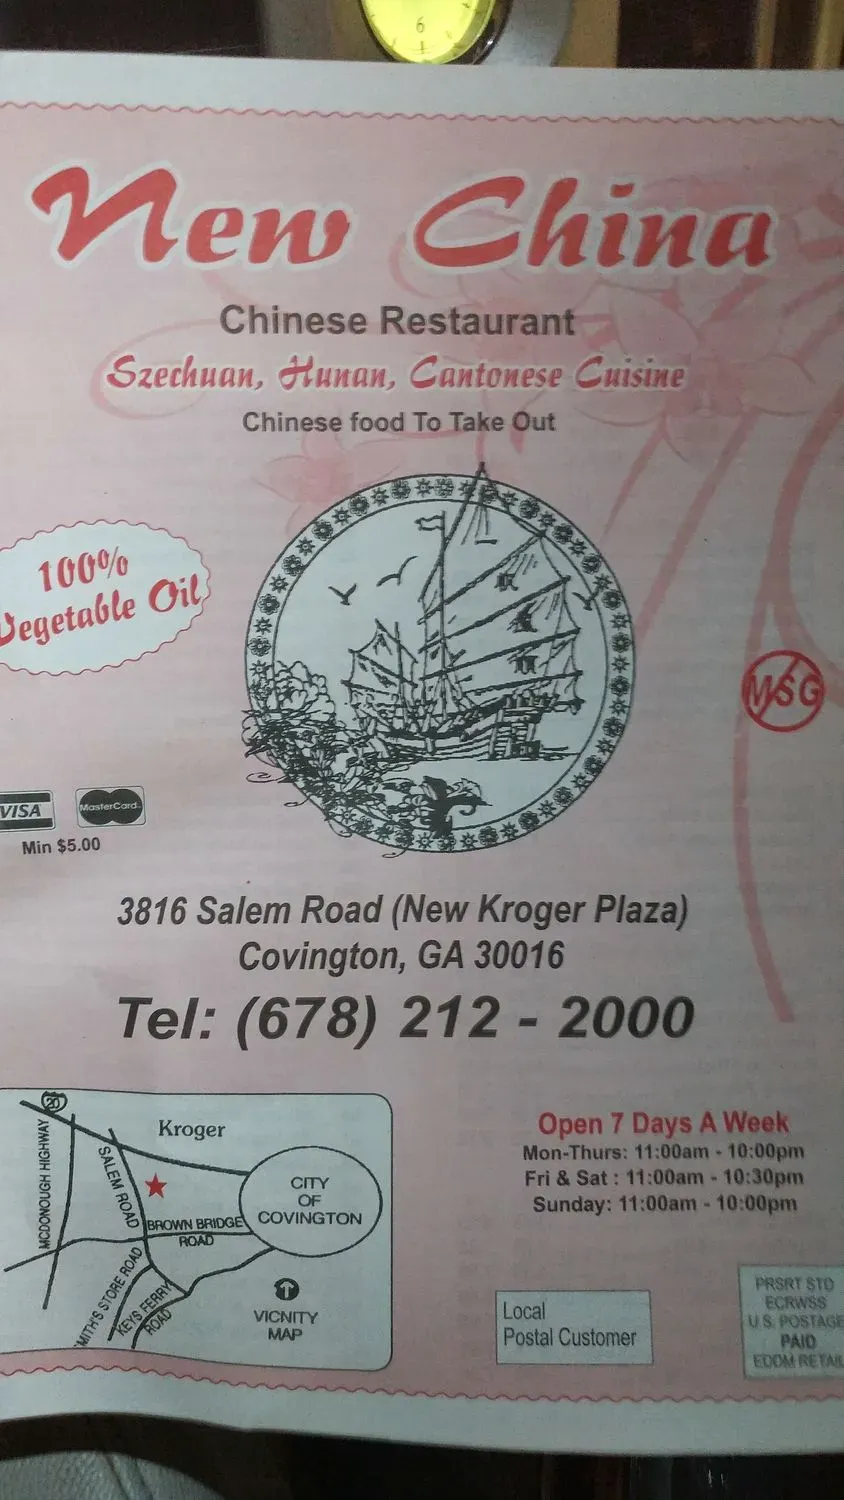 6
New China
Chinese Restaurant
Szechuan, Hunan, Cantonese Cuisine
Chinese food To Take Out
100%
Vegetable Oil
MSG
VISA
MasterCard
Min $5.00
3816 Salem Road (New Kroger Plaza)
Covington, GA 30016
Tel: (678) 212 - 2000
20
Kroger
MCDONOUGH HIGHWAY
SALEM ROAD
CITY
OF
COVINGTON
BROWN BRIDGE
ROAD
MITH'S STORE ROAD
KEYS FERRY
ROAD
VICNITY
MAP
Open 7 Days A Week
Mon-Thurs: 11:00am - 10:00pm
Fri & Sat : 11:00am - 10:30pm
Sunday: 11:00am - 10:00pm
Local
Postal Customer
PRSRT STD
ECRWSS
U.S. POSTAGE
PAID
EDDM RETAIL